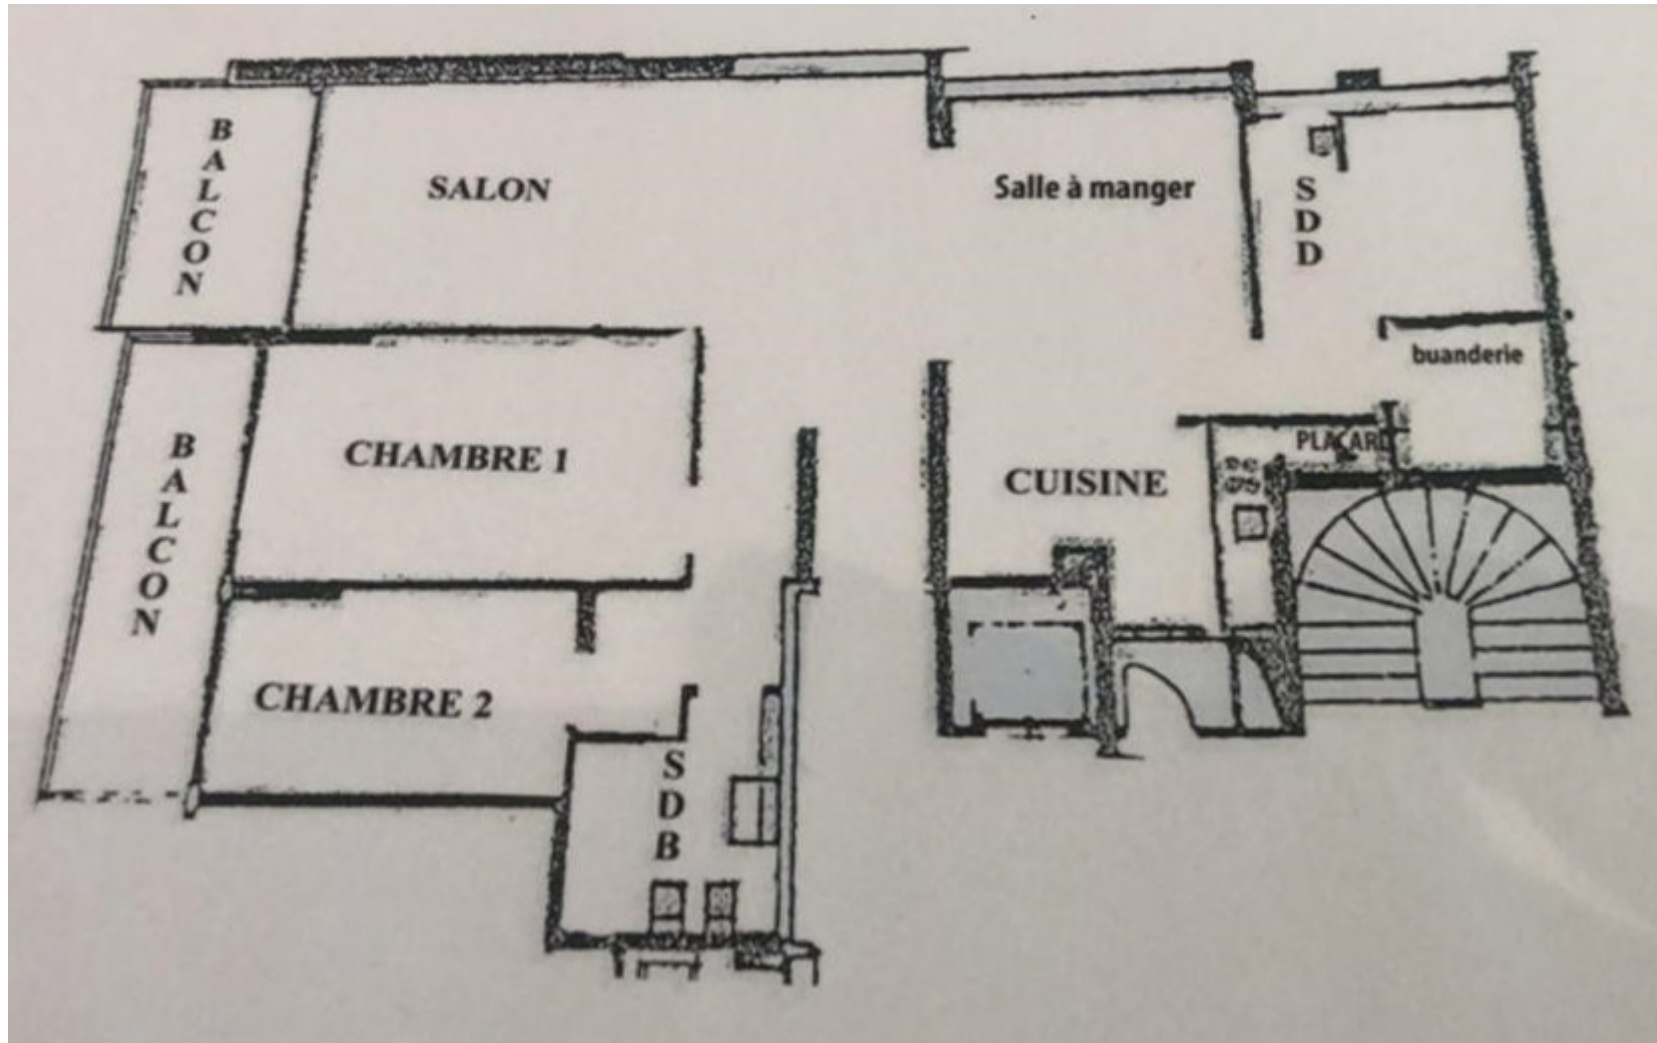 BALCON
SALON
Salle à manger
SDD
buanderie
BALCON
CHAMBRE 1
CUISINE
PLACARD
CHAMBRE 2
SDB